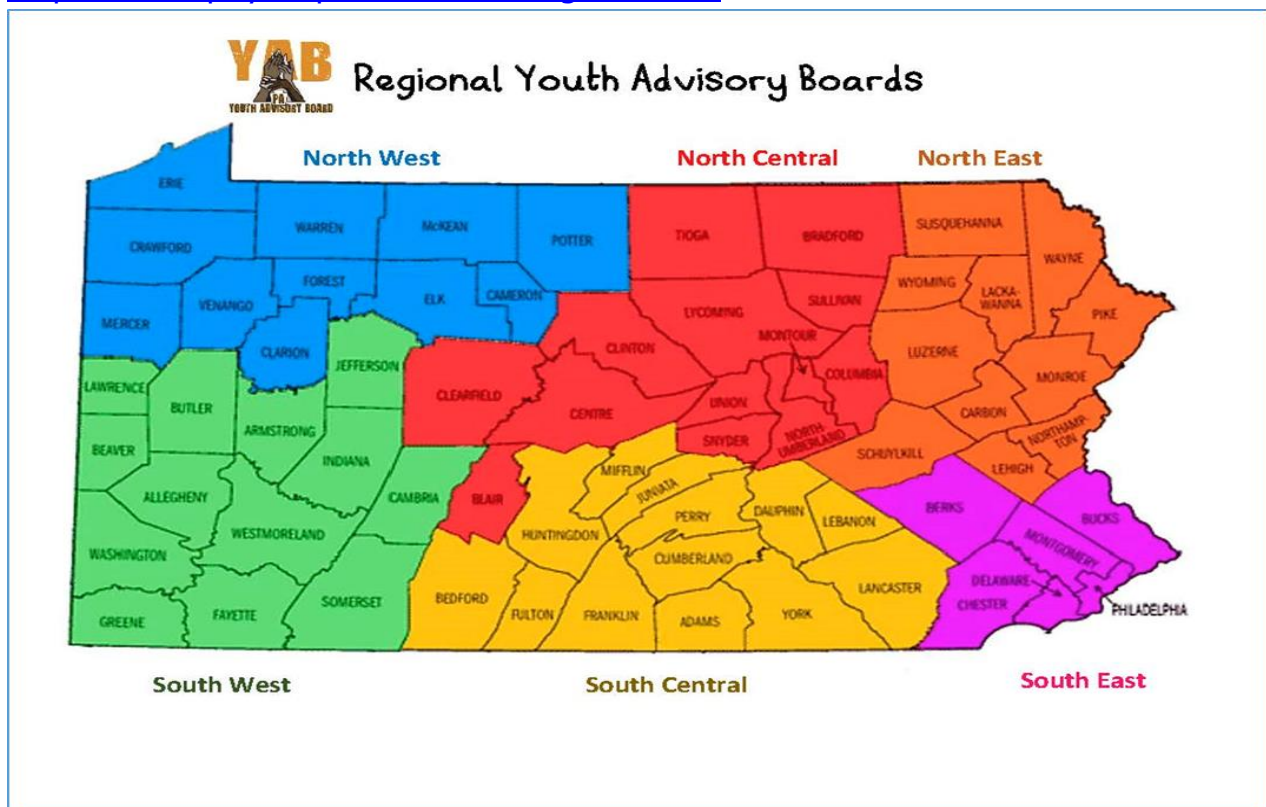 YAB
PA
YOUTH ADVISORY BOARD
Regional Youth Advisory Boards
North West
North Central
North East
ERIE
CRAWFORD
WARREN
McKEAN
POTTER
MERCER
VENANGO
FOREST
ELK
CAMERON
CLARION
TIOGA
BRADFORD
LYCOMING
SULLIVAN
CLINTON
MONTOUR
COLUMBIA
CLEARFIELD
CENTRE
UNION
SNYDER
NORTH-
UMBERLAND
BLAIR
SUSQUEHANNA
WAYNE
WYOMING
LACKA-
WANNA
PIKE
LUZERNE
MONROE
CARBION
NORTHAMP-
TON
SCHUYLKILL
LEHIGH
LAWRENCE
BUTLER
JEFFERSON
ARMSTRONG
BEAVER
INDIANA
ALLEGHENY
CAMBRIA
WESTMORELAND
WASHINGTON
GREENE
FAYETTE
SOMERSET
MIFFLIN
JUNIATA
HUNTINGDON
PERRY
DAUPHIN
LEBANON
CUMBERLAND
BEDFORD
FULTON
FRANKLIN
ADAMS
YORK
LANCASTER
BERKS
BUCKS
MONTGOMERY
DELAWARE
CHESTER
PHILADELPHIA
South West
South Central
South East